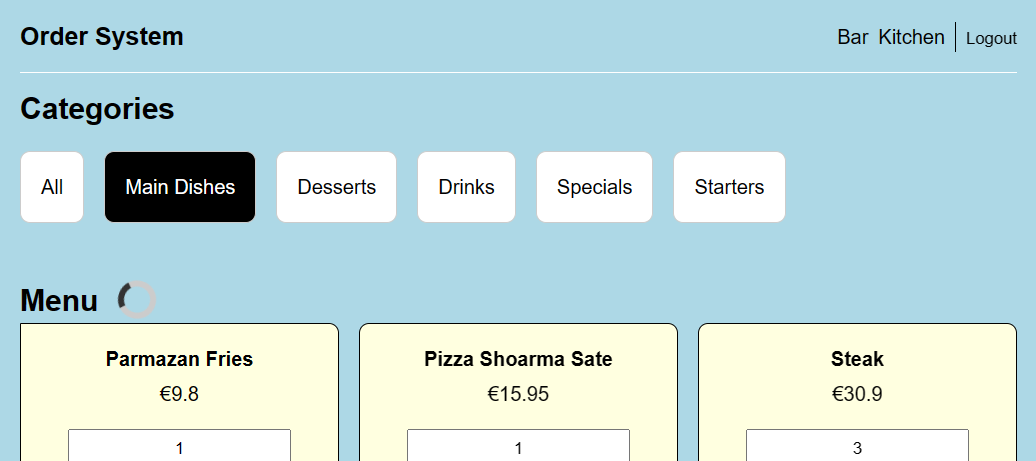 Order System
Bar Kitchen Logout
Categories
All Main Dishes Desserts Drinks Specials Starters
Menu
Parmazan Fries Pizza Shoarma Sate Steak
€9.8 €15.95 €30.9
1 1 3